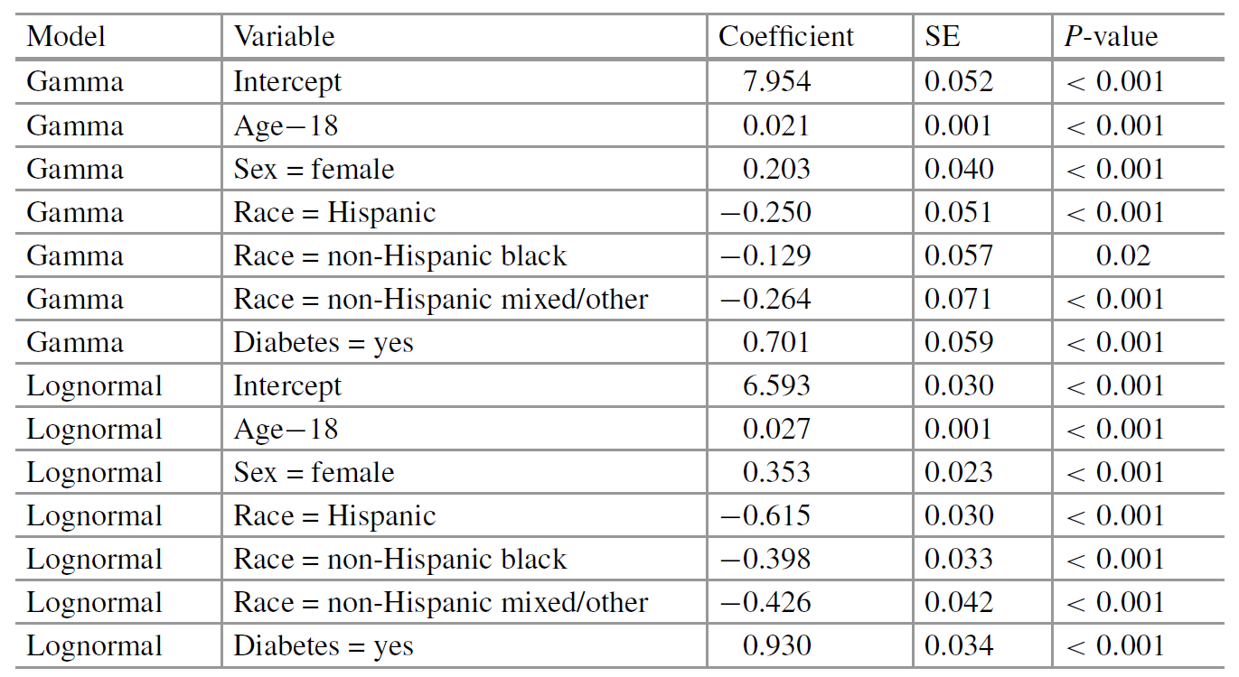 Model Variable Coefficient SE P-value
Gamma Intercept 7.954 0.052 < 0.001
Gamma Age−18 0.021 0.001 < 0.001
Gamma Sex = female 0.203 0.040 < 0.001
Gamma Race = Hispanic −0.250 0.051 < 0.001
Gamma Race = non-Hispanic black −0.129 0.057 0.02
Gamma Race = non-Hispanic mixed/other −0.264 0.071 < 0.001
Gamma Diabetes = yes 0.701 0.059 < 0.001
Lognormal Intercept 6.593 0.030 < 0.001
Lognormal Age−18 0.027 0.001 < 0.001
Lognormal Sex = female 0.353 0.023 < 0.001
Lognormal Race = Hispanic −0.615 0.030 < 0.001
Lognormal Race = non-Hispanic black −0.398 0.033 < 0.001
Lognormal Race = non-Hispanic mixed/other −0.426 0.042 < 0.001
Lognormal Diabetes = yes 0.930 0.034 < 0.001